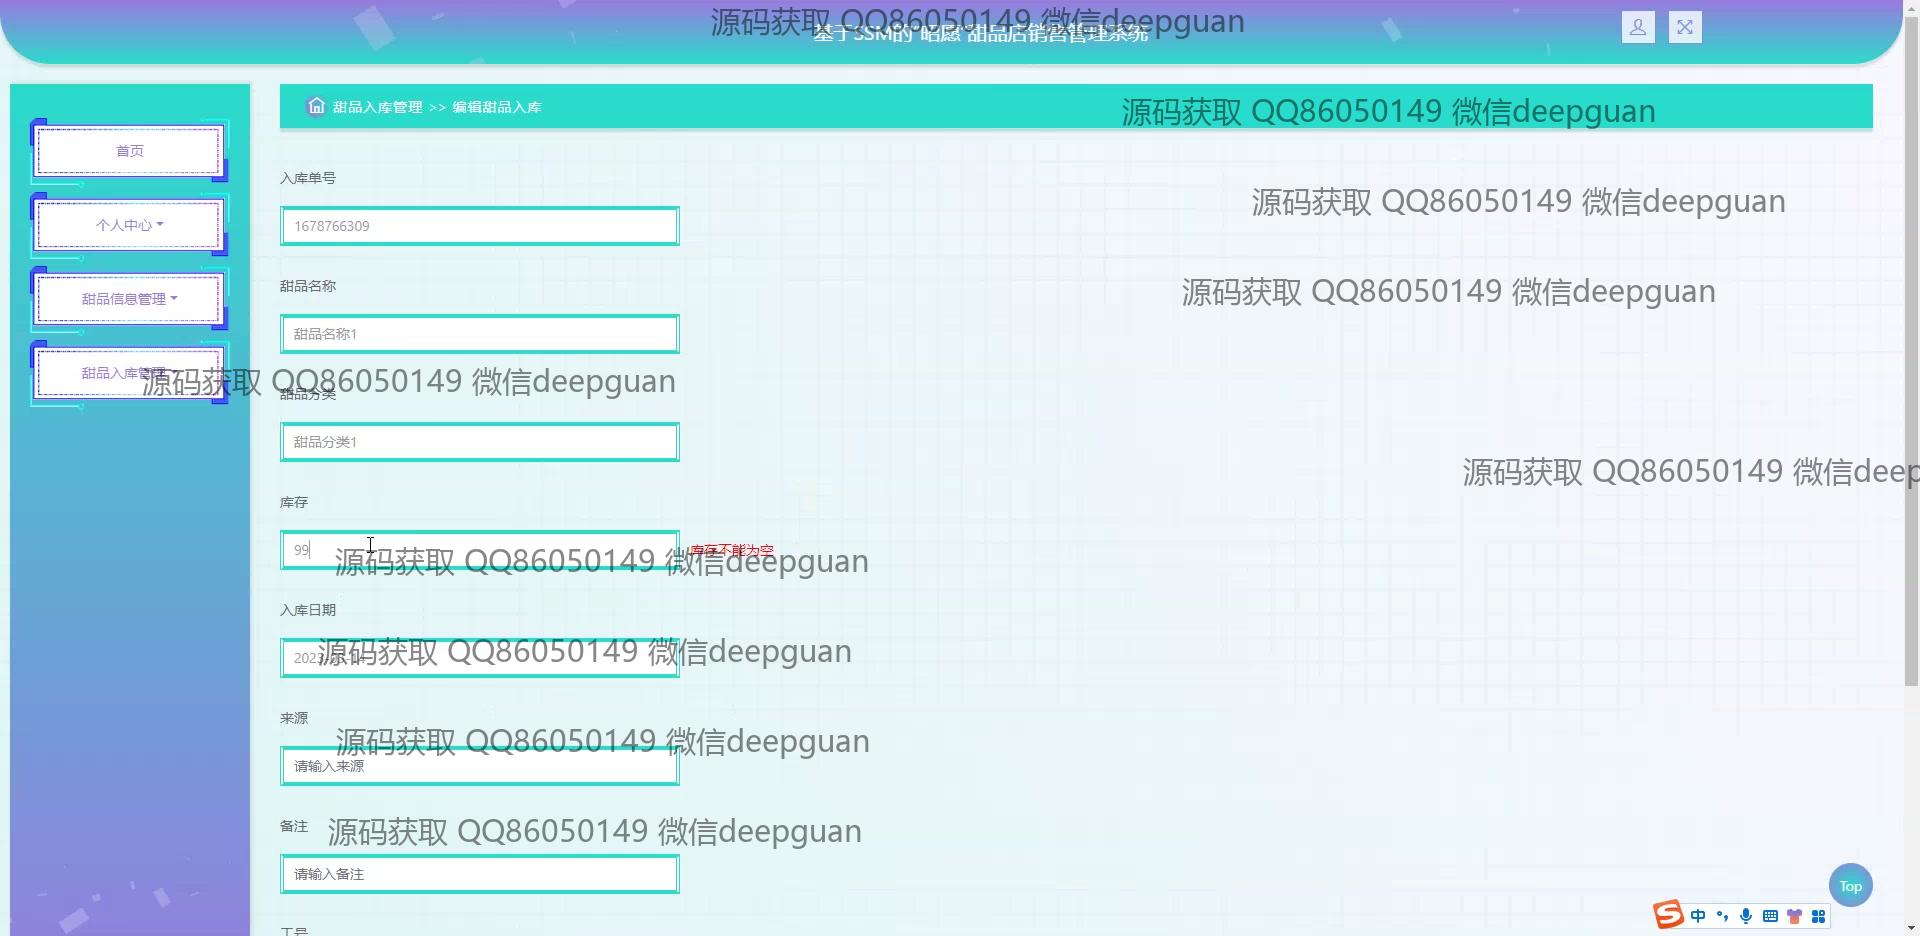 源码获取 QQ86050149 微信deepguan
基于SSM的"昭愿"甜品店销售管理系统
甜品入库管理 >> 编辑甜品入库
源码获取 QQ86050149 微信deepguan
首页
入库单号
源码获取 QQ86050149 微信deepguan
个人中心
1678766309
甜品名称
源码获取 QQ86050149 微信deepguan
甜品信息管理
甜品名称1
甜品入库管理
源码获取 QQ86050149 微信deepguan
甜品分类
甜品分类1
源码获取 QQ86050149 微信deep
库存
99
库存不能为空
源码获取 QQ86050149 微信deepguan
入库日期
源码获取 QQ86050149 微信deepguan
来源
源码获取 QQ86050149 微信deepguan
请输入来源
备注
源码获取 QQ86050149 微信deepguan
请输入备注
Top
中
工号